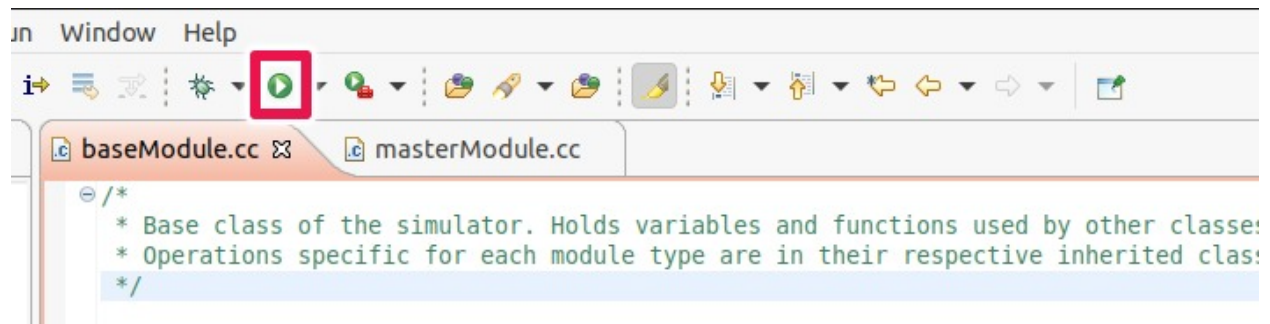 un Window Help
i
.c baseModule.cc .c masterModule.cc
/*
* Base class of the simulator. Holds variables and functions used by other classes
* Operations specific for each module type are in their respective inherited clas
*/